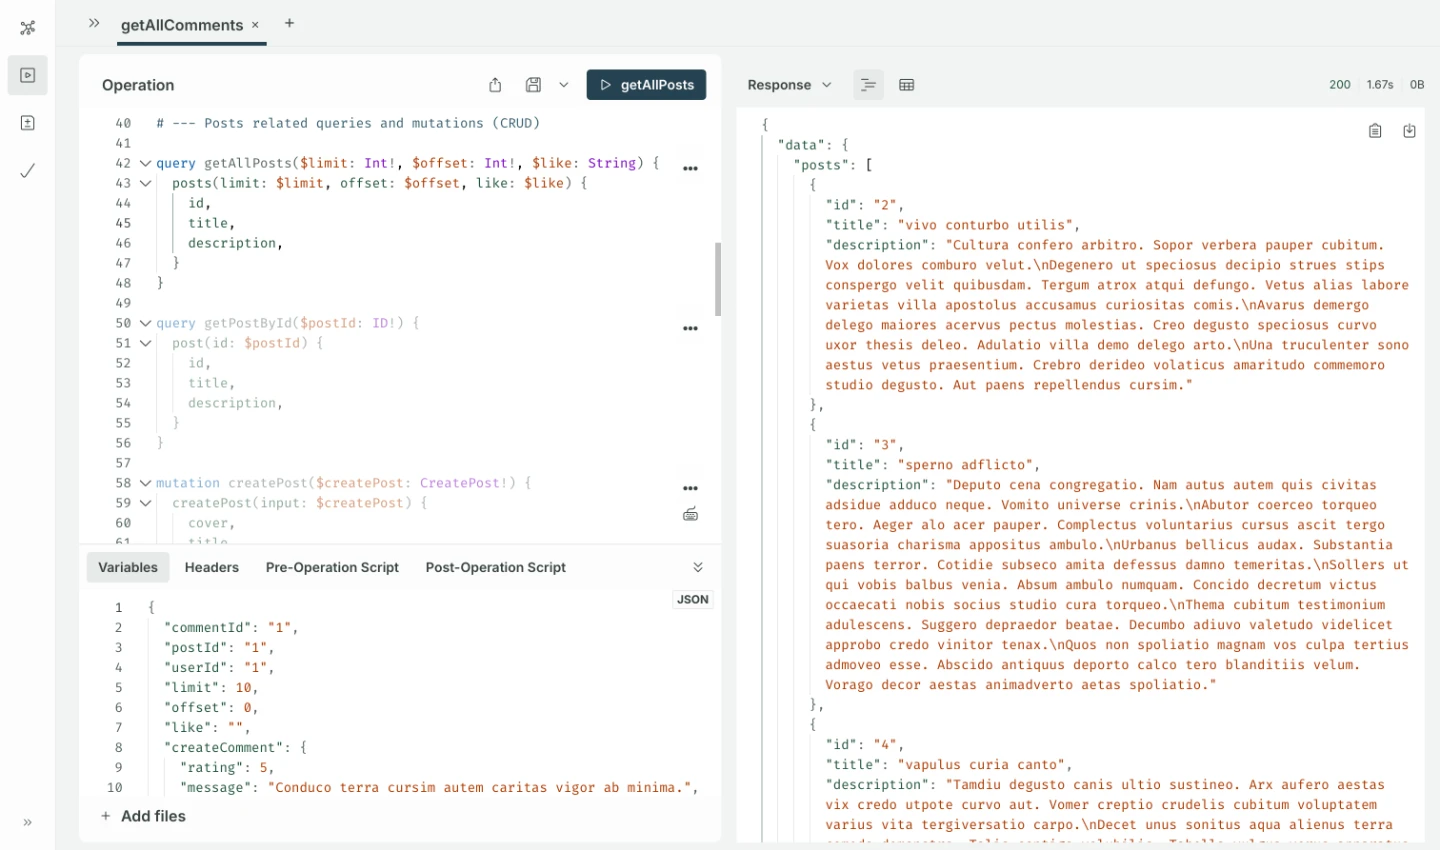 getAllComments
Operation
getAllPosts
40 # --- Posts related queries and mutations (CRUD)
41
42 query getAllPosts($limit: Int!, $offset: Int!, $like: String) {
43 posts(limit: $limit, offset: $offset, like: $like) {
44 id,
45 title,
46 description,
47 }
48 }
49
50 query getPostById($postId: ID!) {
51 post(id: $postId) {
52 id,
53 title,
54 description,
55 }
56 }
57
58 mutation createPost($createPost: CreatePost!) {
59 createPost(input: $createPost) {
60 cover,
61 title
Variables Headers Pre-Operation Script Post-Operation Script
JSON
1 {
2 "commentId": "1",
3 "postId": "1",
4 "userId": "1",
5 "limit": 10,
6 "offset": 0,
7 "like": "",
8 "createComment": {
9 "rating": 5,
10 "message": "Conduco terra cursim autem caritas vigor ab minima.",
+ Add files
Response
200 1.67s 0B
{
"data": {
"posts": [
{
"id": "2",
"title": "vivo conturbo utilis",
"description": "Cultura confero arbitro. Sopor verbera pauper cubitum.
Vox dolores comburo velut.\nDegenero ut speciosus decipio strues stips
conspergo velit quibusdam. Tergum atrox atqui defungo. Vetus alias labore
varietas villa apostolus accusamus curiositas comis.\nAvarus demergo
delego maiores acervus pectus molestias. Creo degusto speciosus curvo
uxor thesis deleo. Adulatio villa demo delego arto.\nUna truculenter sono
aestus vetus praesentium. Crebro derideo volaticus amaritudo commemoro
studio degusto. Aut paens repellendus cursim."
},
{
"id": "3",
"title": "sperno adflicto",
"description": "Deputo cena congregatio. Nam autus autem quis civitas
adsidue adduco neque. Vomito universe crinis.\nAbutor coerceo torqueo
tero. Aeger alo acer pauper. Complectus voluntarius cursus ascit tergo
suasoria charisma appositus ambulo.\nUrbanus bellicus audax. Substantia
paens terror. Cotidie subseco amita defessus damno temeritas.\nSollers ut
qui vobis balbus venia. Absum ambulo numquam. Concido decretum victus
occaecati nobis socius studio cura torqueo.\nThema cubitum testimonium
adulescens. Suggero depraedor beatae. Decumbo adiuvo valetudo videlicet
approbo credo vinitor tenax.\nQuos non spoliatio magnam vos culpa tertius
admoveo esse. Abscido antiquus deporto calco tero blanditiis velum.
Vorago decor aestas animadverto aetas spoliatio."
},
{
"id": "4",
"title": "vapulus curia canto",
"description": "Tamdiu degusto canis ultio sustineo. Arx aufero aestas
vix credo utpote curvo aut. Vomer creptio crudelis cubitum voluptatem
varius vita tergiversatio carpo.\nDecet unus sonitus aqua alienus terra